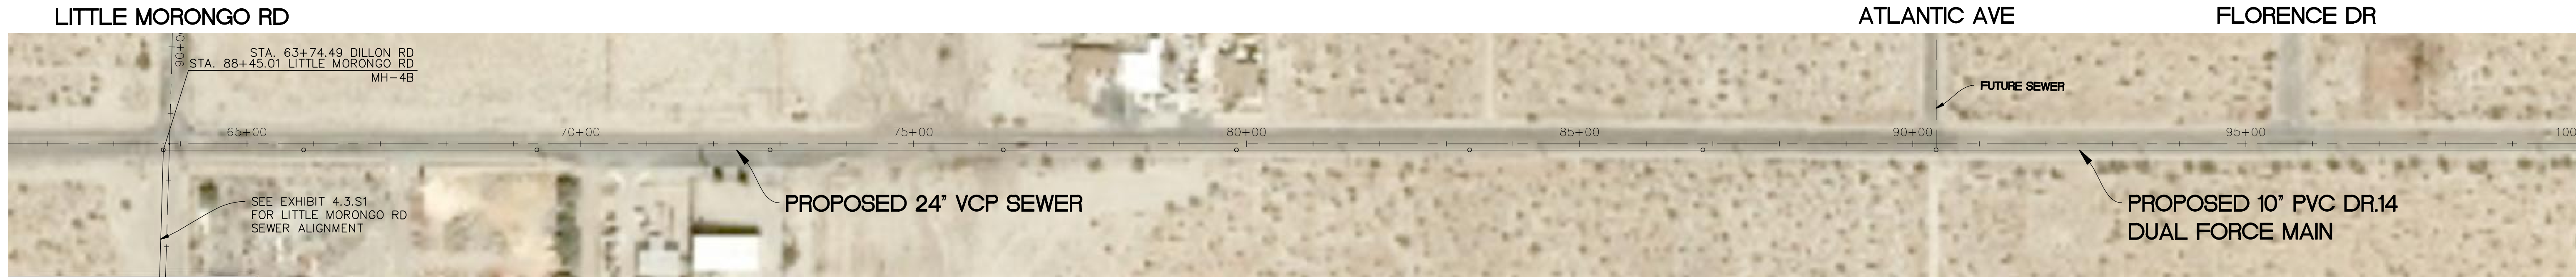 LITTLE MORONGO RD
ATLANTIC AVE
FLORENCE DR
90+0
STA. 63+74.49 DILLON RD
STA. 88+45.01 LITTLE MORONGO RD
MH-4B
FUTURE SEWER
65+00
70+00
75+00
80+00
85+00
90+00
95+00
100
SEE EXHIBIT 4.3.S1
FOR LITTLE MORONGO RD
SEWER ALIGNMENT
PROPOSED 24" VCP SEWER
PROPOSED 10" PVC DR.14
DUAL FORCE MAIN